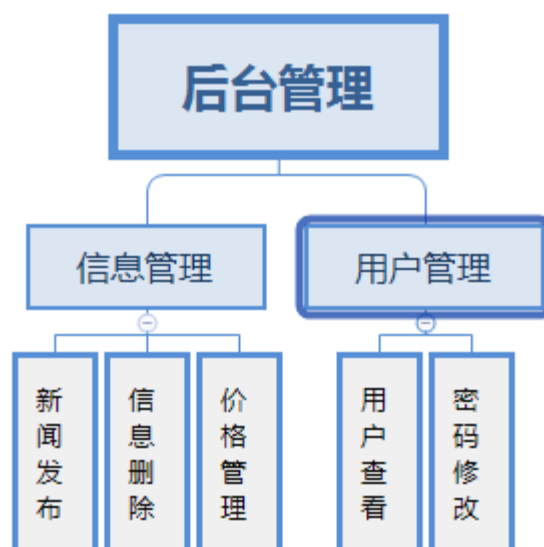 后台管理
信息管理
用户管理
新闻发布
信息删除
价格管理
用户查看
密码修改